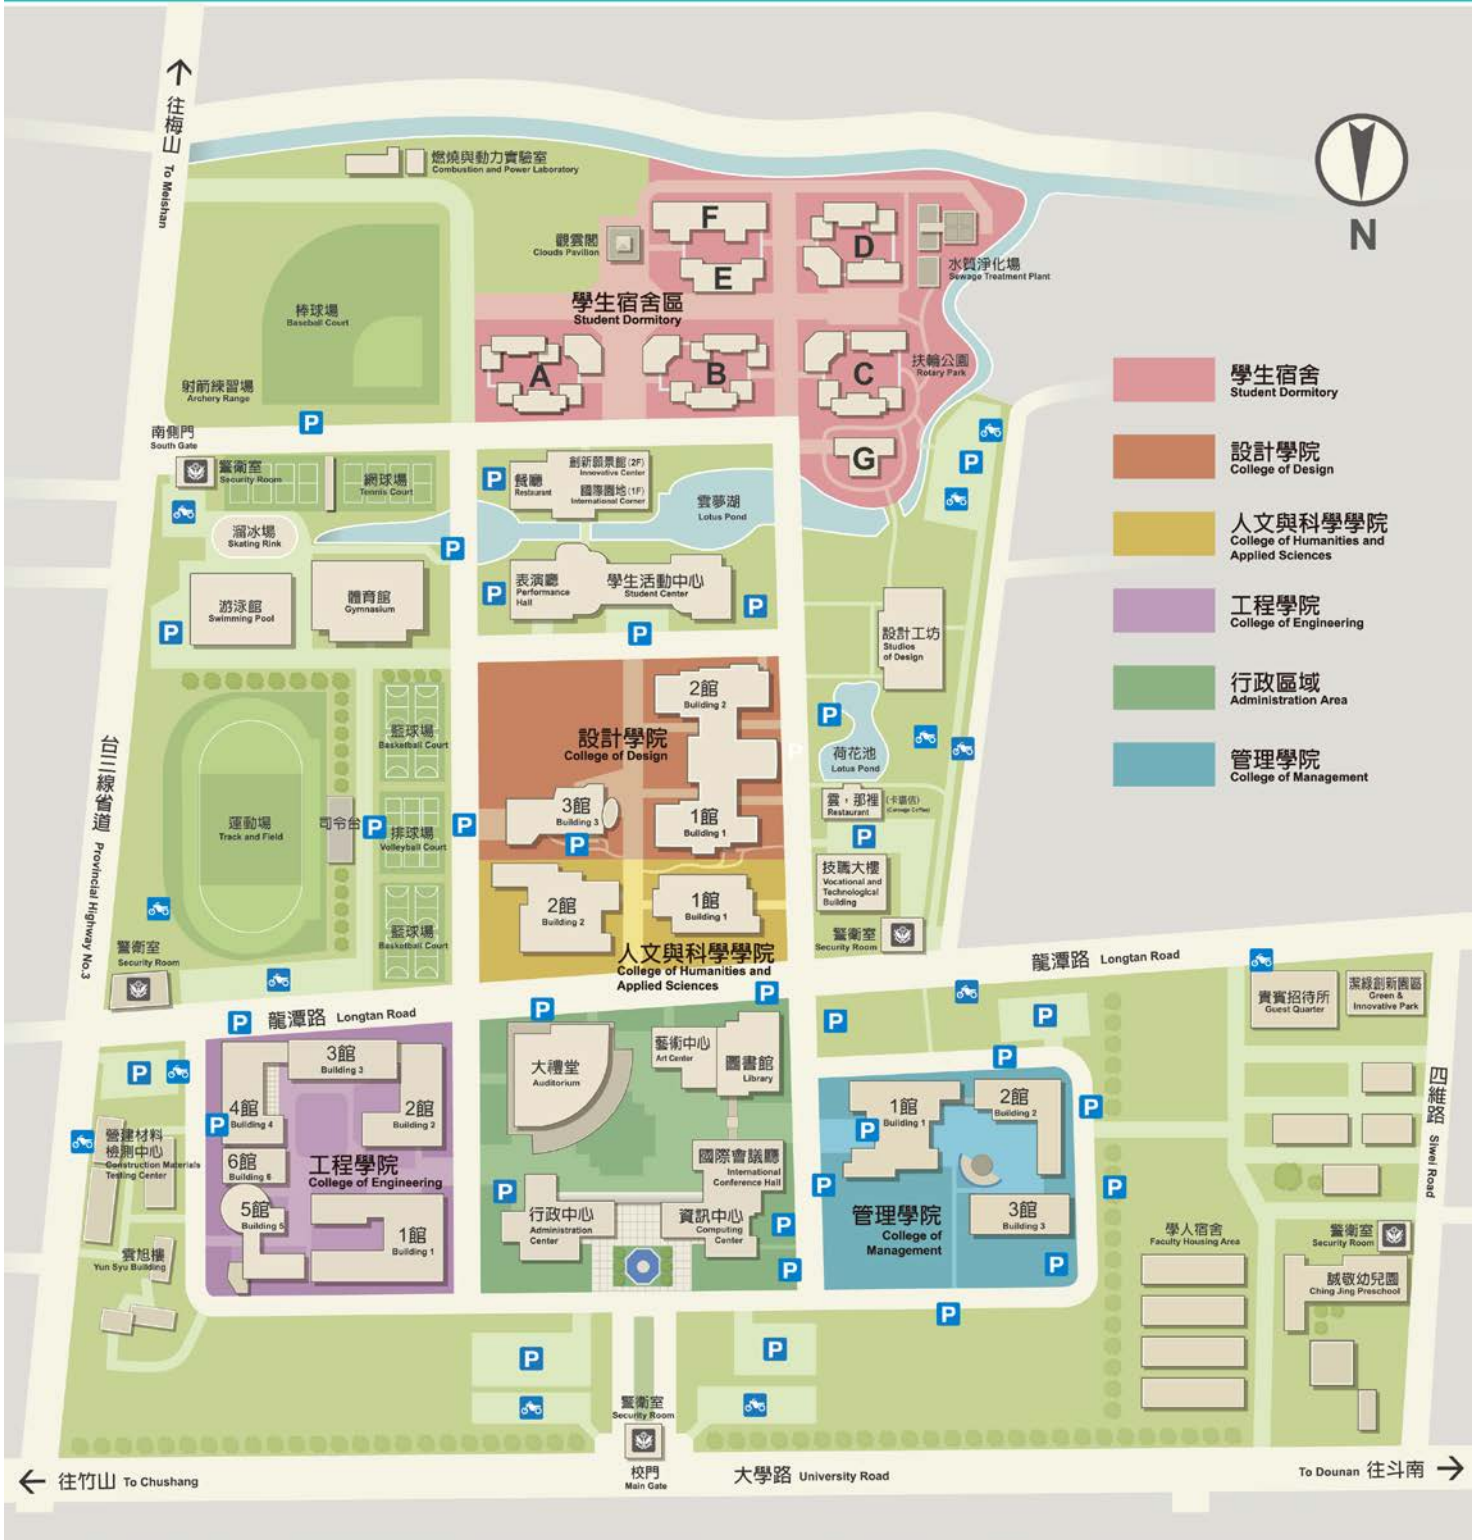 往梅山
To Meishan
燃燒與動力實驗室
Combustion and Power Laboratory
N
觀雲閣
Clouds Pavilion
F
E
D
水質淨化場
Sewage Treatment Plant
學生宿舍區
Student Dormitory
棒球場
Baseball Court
A
B
C
扶輪公園
Rotary Park
射箭練習場
Archery Range
P
南側門
South Gate
G
學生宿舍
Student Dormitory
設計學院
College of Design
人文與科學學院
College of Humanities and
Applied Sciences
工程學院
College of Engineering
行政區域
Administration Area
管理學院
College of Management
警衛室
Security Room
網球場
Tennis Court
P
餐廳
Restaurant
創新願景館(2F)
Innovative Center
國際園地(1F)
International Corner
雲夢湖
Lotus Pond
P
溜冰場
Skating Rink
P
游泳館
Swimming Pool
體育館
Gymnasium
P
P
表演廳
Performance
Hall
學生活動中心
Student Center
P
P
設計工坊
Studios
of Design
台三線省道
Provincial Highway No.3
籃球場
Basketball Court
設計學院
College of Design
2館
Building 2
P
P
荷花池
Lotus Pond
運動場
Track and Field
司令台
P
排球場
Volleyball Court
P
3館
Building 3
P
1館
Building 1
雲，那裡
Restaurant
P
技職大樓
Vocational and
Technological
Building
籃球場
Basketball Court
2館
Building 2
1館
Building 1
人文與科學學院
College of Humanities and
Applied Sciences
警衛室
Security Room
警衛室
Security Room
龍潭路 Longtan Road
P
龍潭路 Longtan Road
P
P
P
P
貴賓招待所
Guest Quarter
潔綠創新園區
Green &
Innovative Park
P
3館
Building 3
4館
Building 4
P
2館
Building 2
6館
Building 6
5館
Building 5
工程學院
College of Engineering
1館
Building 1
營建材料
檢測中心
Construction Materials
Testing Center
雲旭樓
Yun Syu Building
大禮堂
Auditorium
藝術中心
Art Center
圖書館
Library
國際會議廳
International
Conference Hall
P
行政中心
Administration
Center
資訊中心
Computing
Center
P
P
P
1館
Building 1
P
2館
Building 2
P
P
P
管理學院
College of
Management
3館
Building 3
P
P
P
四維路
Siwei Road
學人宿舍
Faculty Housing Area
警衛室
Security Room
誠敬幼兒園
Ching Jing Preschool
P
P
警衛室
Security Room
校門
Main Gate
往竹山 To Chushang
大學路 University Road
To Dounan 往斗南